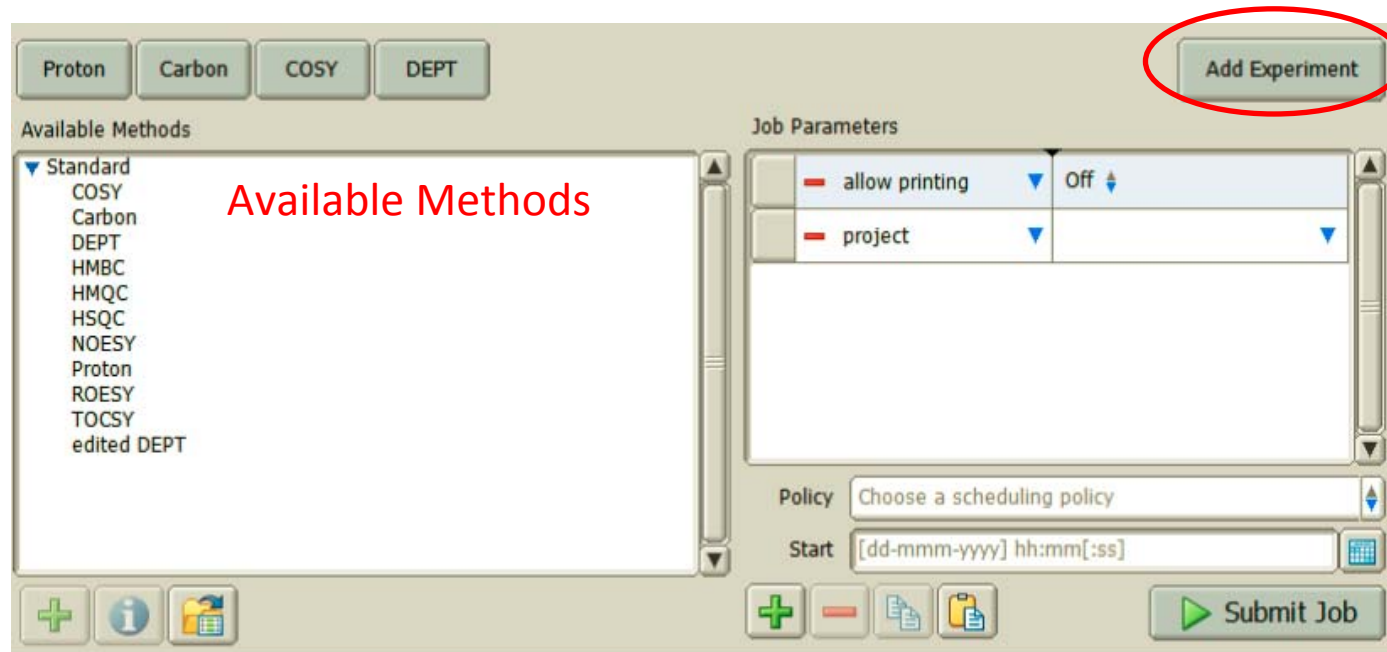 Proton Carbon COSY DEPT Add Experiment
Available Methods
Standard
COSY
Carbon
DEPT
HMBC
HMQC
HSQC
NOESY
Proton
ROESY
TOCSY
edited DEPT
Available Methods
Job Parameters
allow printing Off
project
Policy Choose a scheduling policy
Start [dd-mmm-yyyy] hh:mm[:ss]
Submit Job